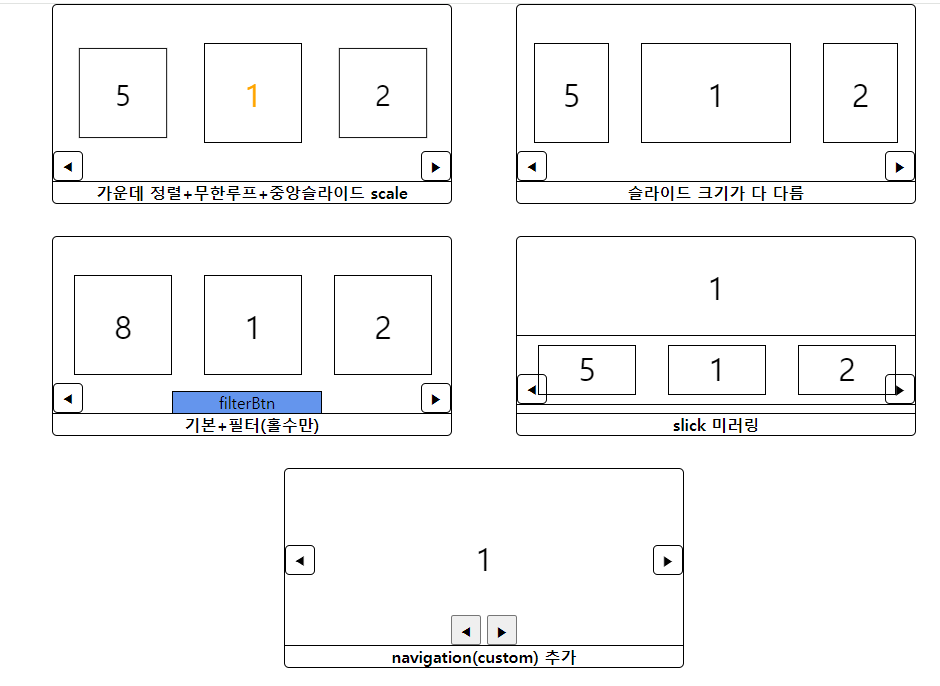 5 1 2
◀ ▶
가운데 정렬+무한루프+중앙슬라이드 scale
5 1 2
◀ ▶
슬라이드 크기가 다 다름
8 1 2
◀ filterBtn ▶
기본+필터(홀수만)
1
5 1 2
◀ ▶
slick 미러링
1
◀ ▶
◀ ▶
navigation(custom) 추가